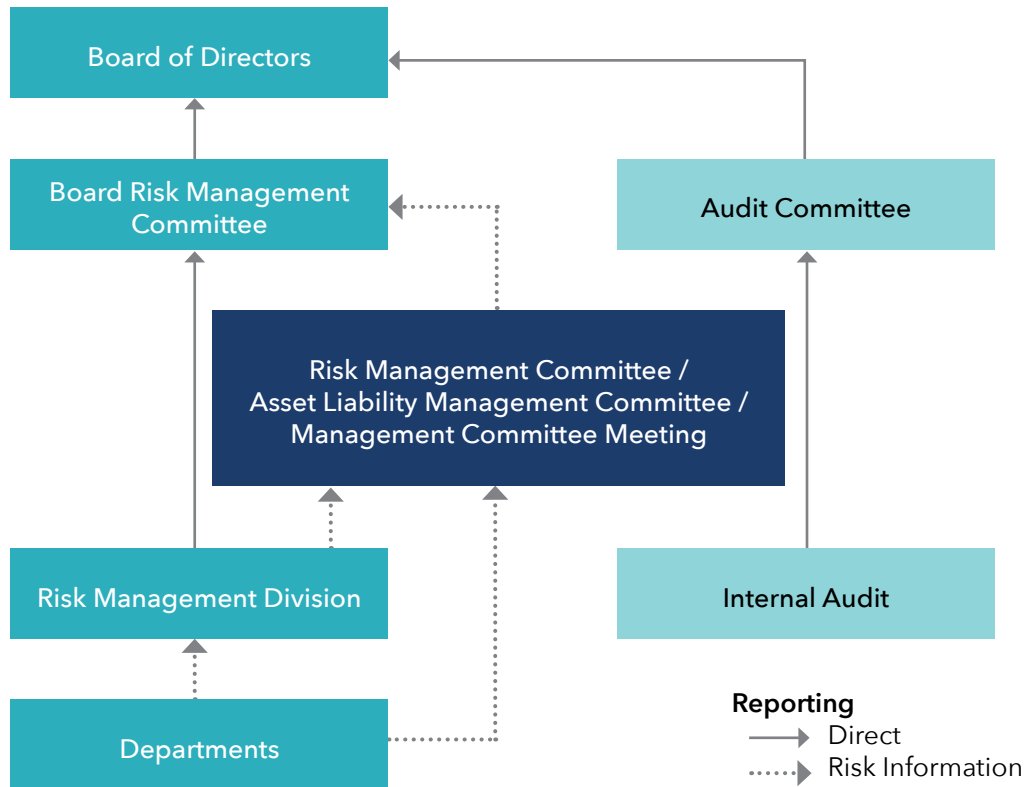 Board of Directors
Board Risk Management
Committee
Audit Committee
Risk Management Committee /
Asset Liability Management Committee /
Management Committee Meeting
Risk Management Division
Internal Audit
Departments
Reporting
Direct
Risk Information